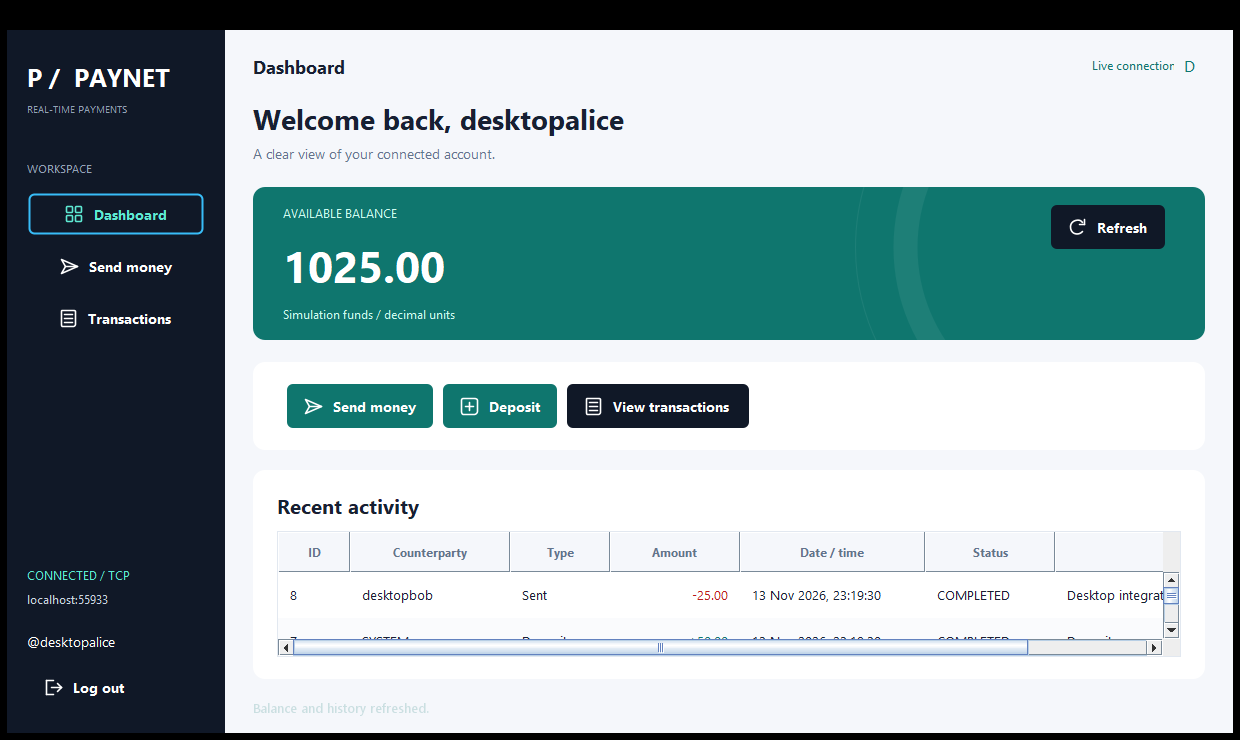 P / PAYNET
REAL-TIME PAYMENTS
WORKSPACE
Dashboard
Send money
Transactions
CONNECTED / TCP
localhost:55933
@desktopalice
Log out
Dashboard
Live connection D
Welcome back, desktopalice
A clear view of your connected account.
AVAILABLE BALANCE
Refresh
1025.00
Simulation funds / decimal units
Send money
Deposit
View transactions
Recent activity
ID Counterparty Type Amount Date / time Status
8 desktopbob Sent -25.00 13 Nov 2026, 23:19:30 COMPLETED Desktop integrat
Balance and history refreshed.